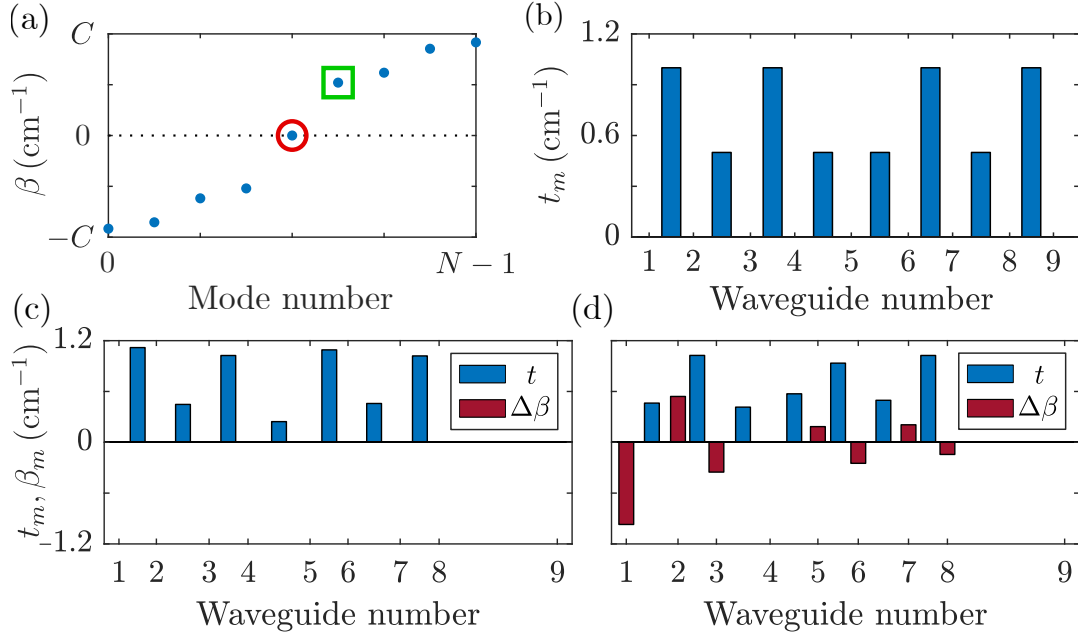 (a)
C
0
−C
β (cm⁻¹)
0
N − 1
Mode number
(b)
1.2
0.6
0
t_m (cm⁻¹)
1 2 3 4 5 6 7 8 9
Waveguide number
(c)
1.2
0
−1.2
t_m, β_m (cm⁻¹)
t
Δβ
1 2 3 4 5 6 7 8 9
Waveguide number
(d)
t
Δβ
1 2 3 4 5 6 7 8 9
Waveguide number